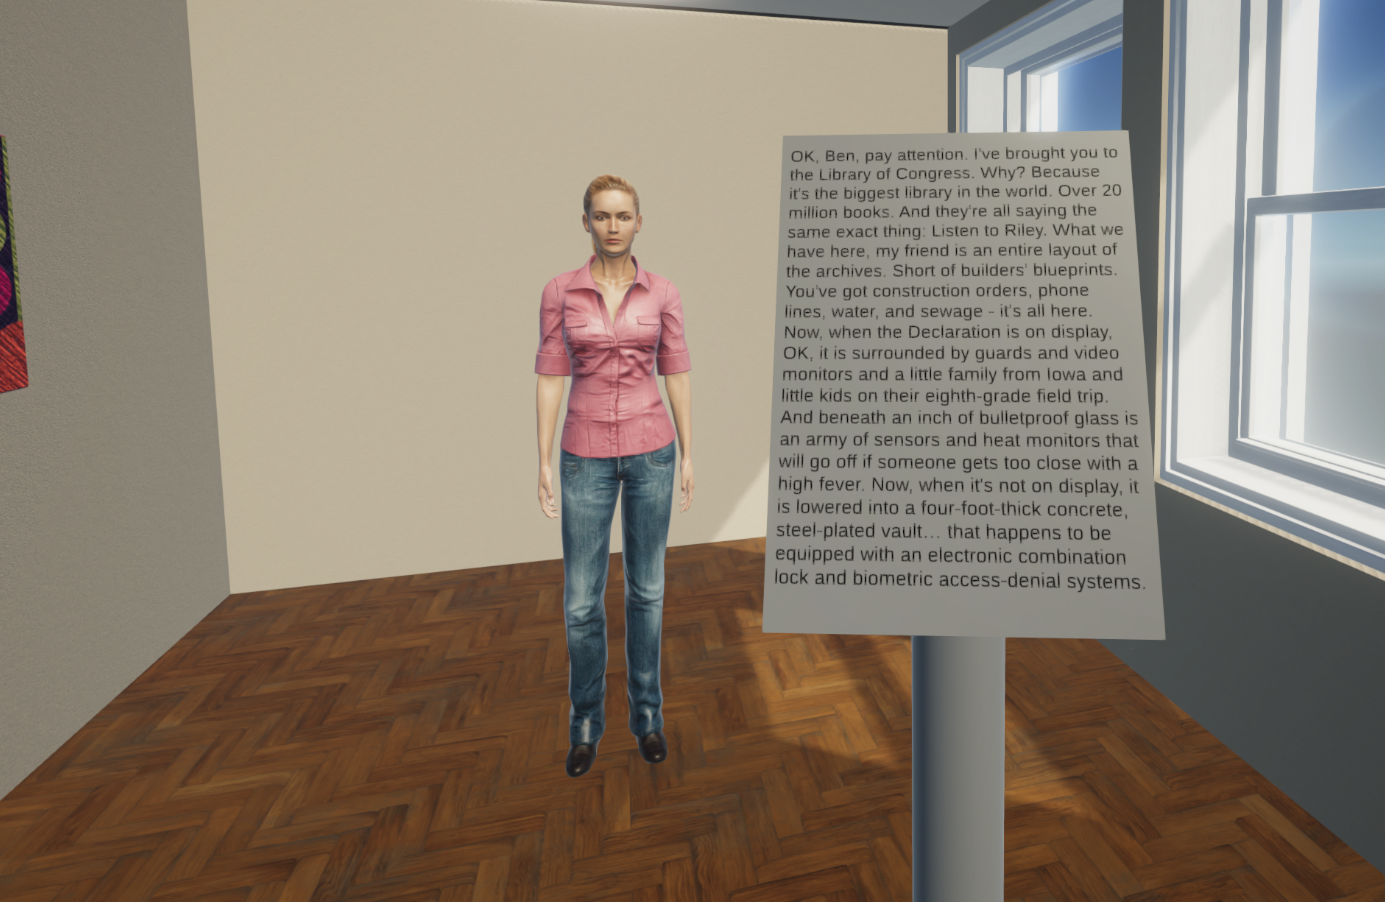 OK, Ben, pay attention. I've brought you to
the Library of Congress. Why? Because
it's the biggest library in the world. Over 20
million books. And they're all saying the
same exact thing: Listen to Riley. What we
have here, my friend is an entire layout of
the archives. Short of builders' blueprints.
You've got construction orders, phone
lines, water, and sewage - it's all here.
Now, when the Declaration is on display,
OK, it is surrounded by guards and video
monitors and a little family from Iowa and
little kids on their eighth-grade field trip.
And beneath an inch of bulletproof glass is
an army of sensors and heat monitors that
will go off if someone gets too close with a
high fever. Now, when it's not on display, it
is lowered into a four-foot-thick concrete,
steel-plated vault... that happens to be
equipped with an electronic combination
lock and biometric access-denial systems.